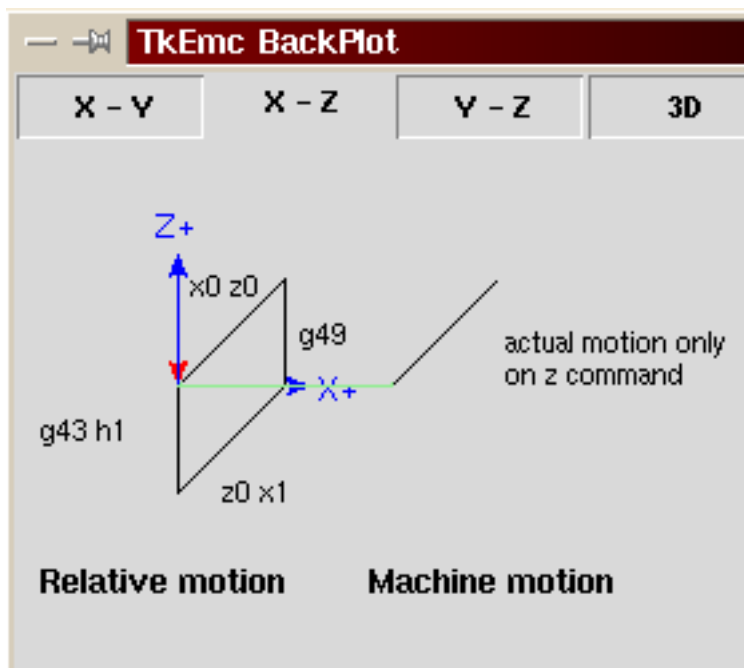 TkEmc BackPlot
X - Y
X - Z
Y - Z
3D
Z+
x0 z0
g49
actual motion only
on z command
X+
g43 h1
z0 x1
Relative motion
Machine motion